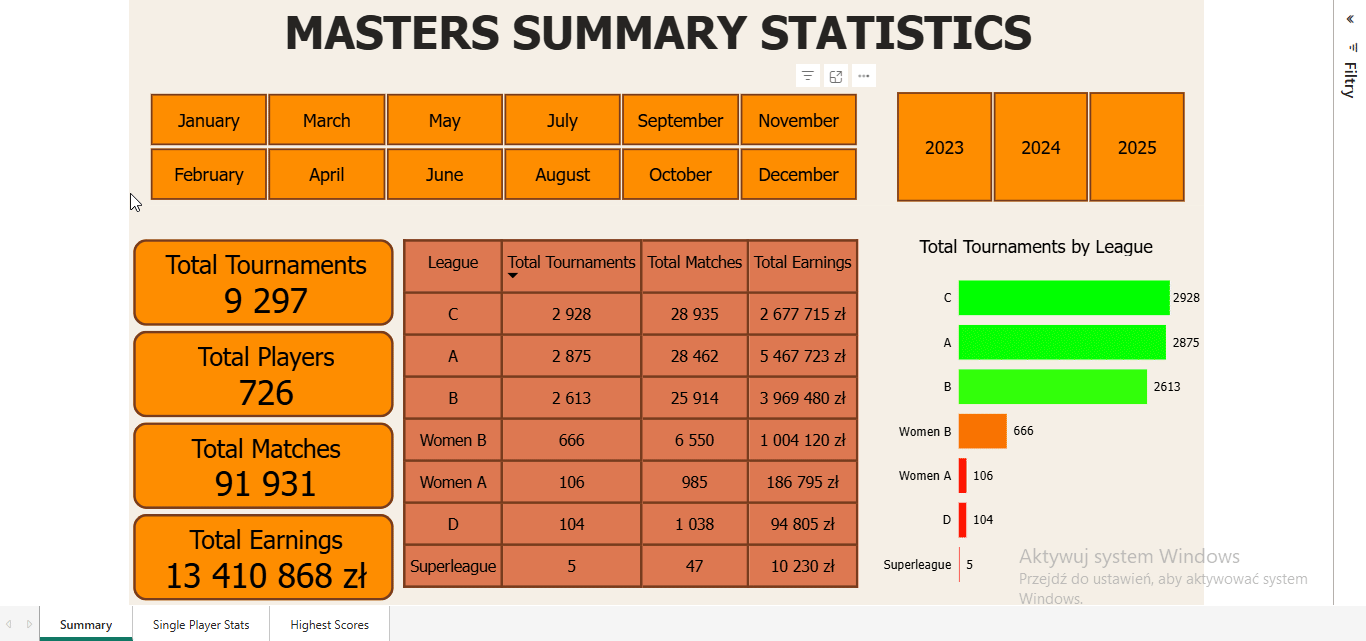 MASTERS SUMMARY STATISTICS
Filtry
January March May July September November
February April June August October December
2023 2024 2025
Total Tournaments
9 297
Total Players
726
Total Matches
91 931
Total Earnings
13 410 868 zł
League Total Tournaments Total Matches Total Earnings
C 2 928 28 935 2 677 715 zł
A 2 875 28 462 5 467 723 zł
B 2 613 25 914 3 969 480 zł
Women B 666 6 550 1 004 120 zł
Women A 106 985 186 795 zł
D 104 1 038 94 805 zł
Superleague 5 47 10 230 zł
Total Tournaments by League
C 2928
A 2875
B 2613
Women B 666
Women A 106
D 104
Superleague 5
Aktywuj system Windows
Przejdź do ustawień, aby aktywować system
Windows.
Summary Single Player Stats Highest Scores